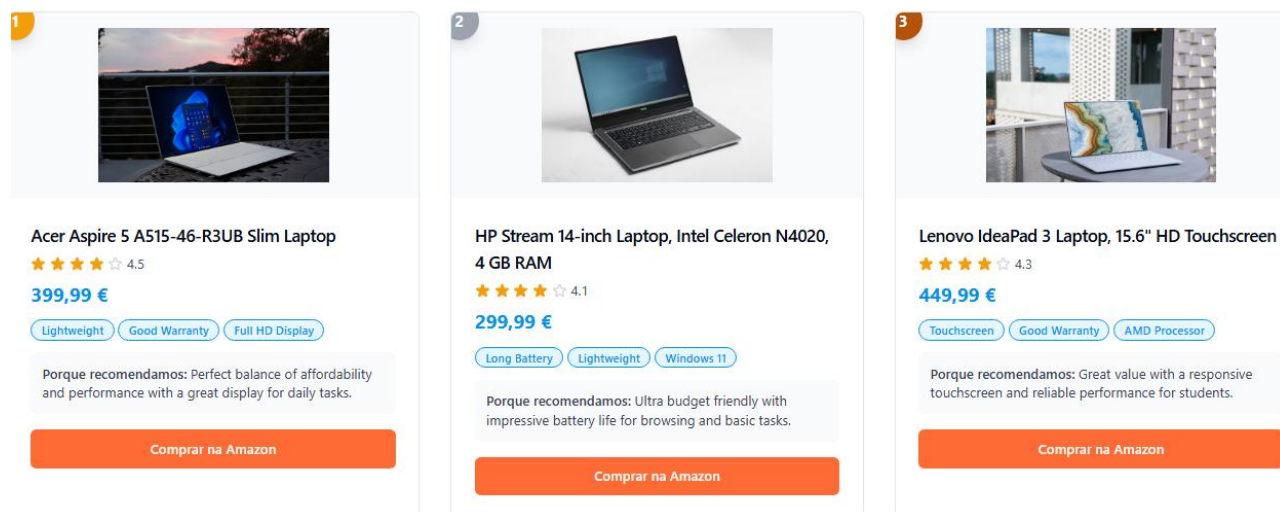 1
Acer Aspire 5 A515-46-R3UB Slim Laptop
4.5
399,99 €
Lightweight
Good Warranty
Full HD Display
Porque recomendamos: Perfect balance of affordability
and performance with a great display for daily tasks.
Comprar na Amazon
2
HP Stream 14-inch Laptop, Intel Celeron N4020,
4 GB RAM
4.1
299,99 €
Long Battery
Lightweight
Windows 11
Porque recomendamos: Ultra budget friendly with
impressive battery life for browsing and basic tasks.
Comprar na Amazon
3
Lenovo IdeaPad 3 Laptop, 15.6" HD Touchscreen
4.3
449,99 €
Touchscreen
Good Warranty
AMD Processor
Porque recomendamos: Great value with a responsive
touchscreen and reliable performance for students.
Comprar na Amazon